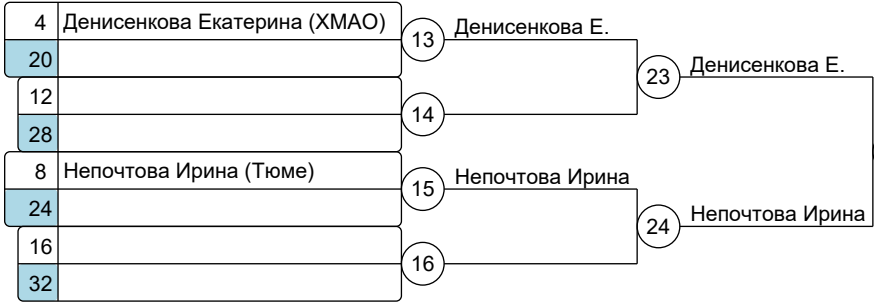 4 Денисенкова Екатерина (ХМАО)
20
13 Денисенкова Е.
23 Денисенкова Е.
12
28
14
8 Непочтова Ирина (Тюме)
24
15 Непочтова Ирина
24 Непочтова Ирина
16
32
16